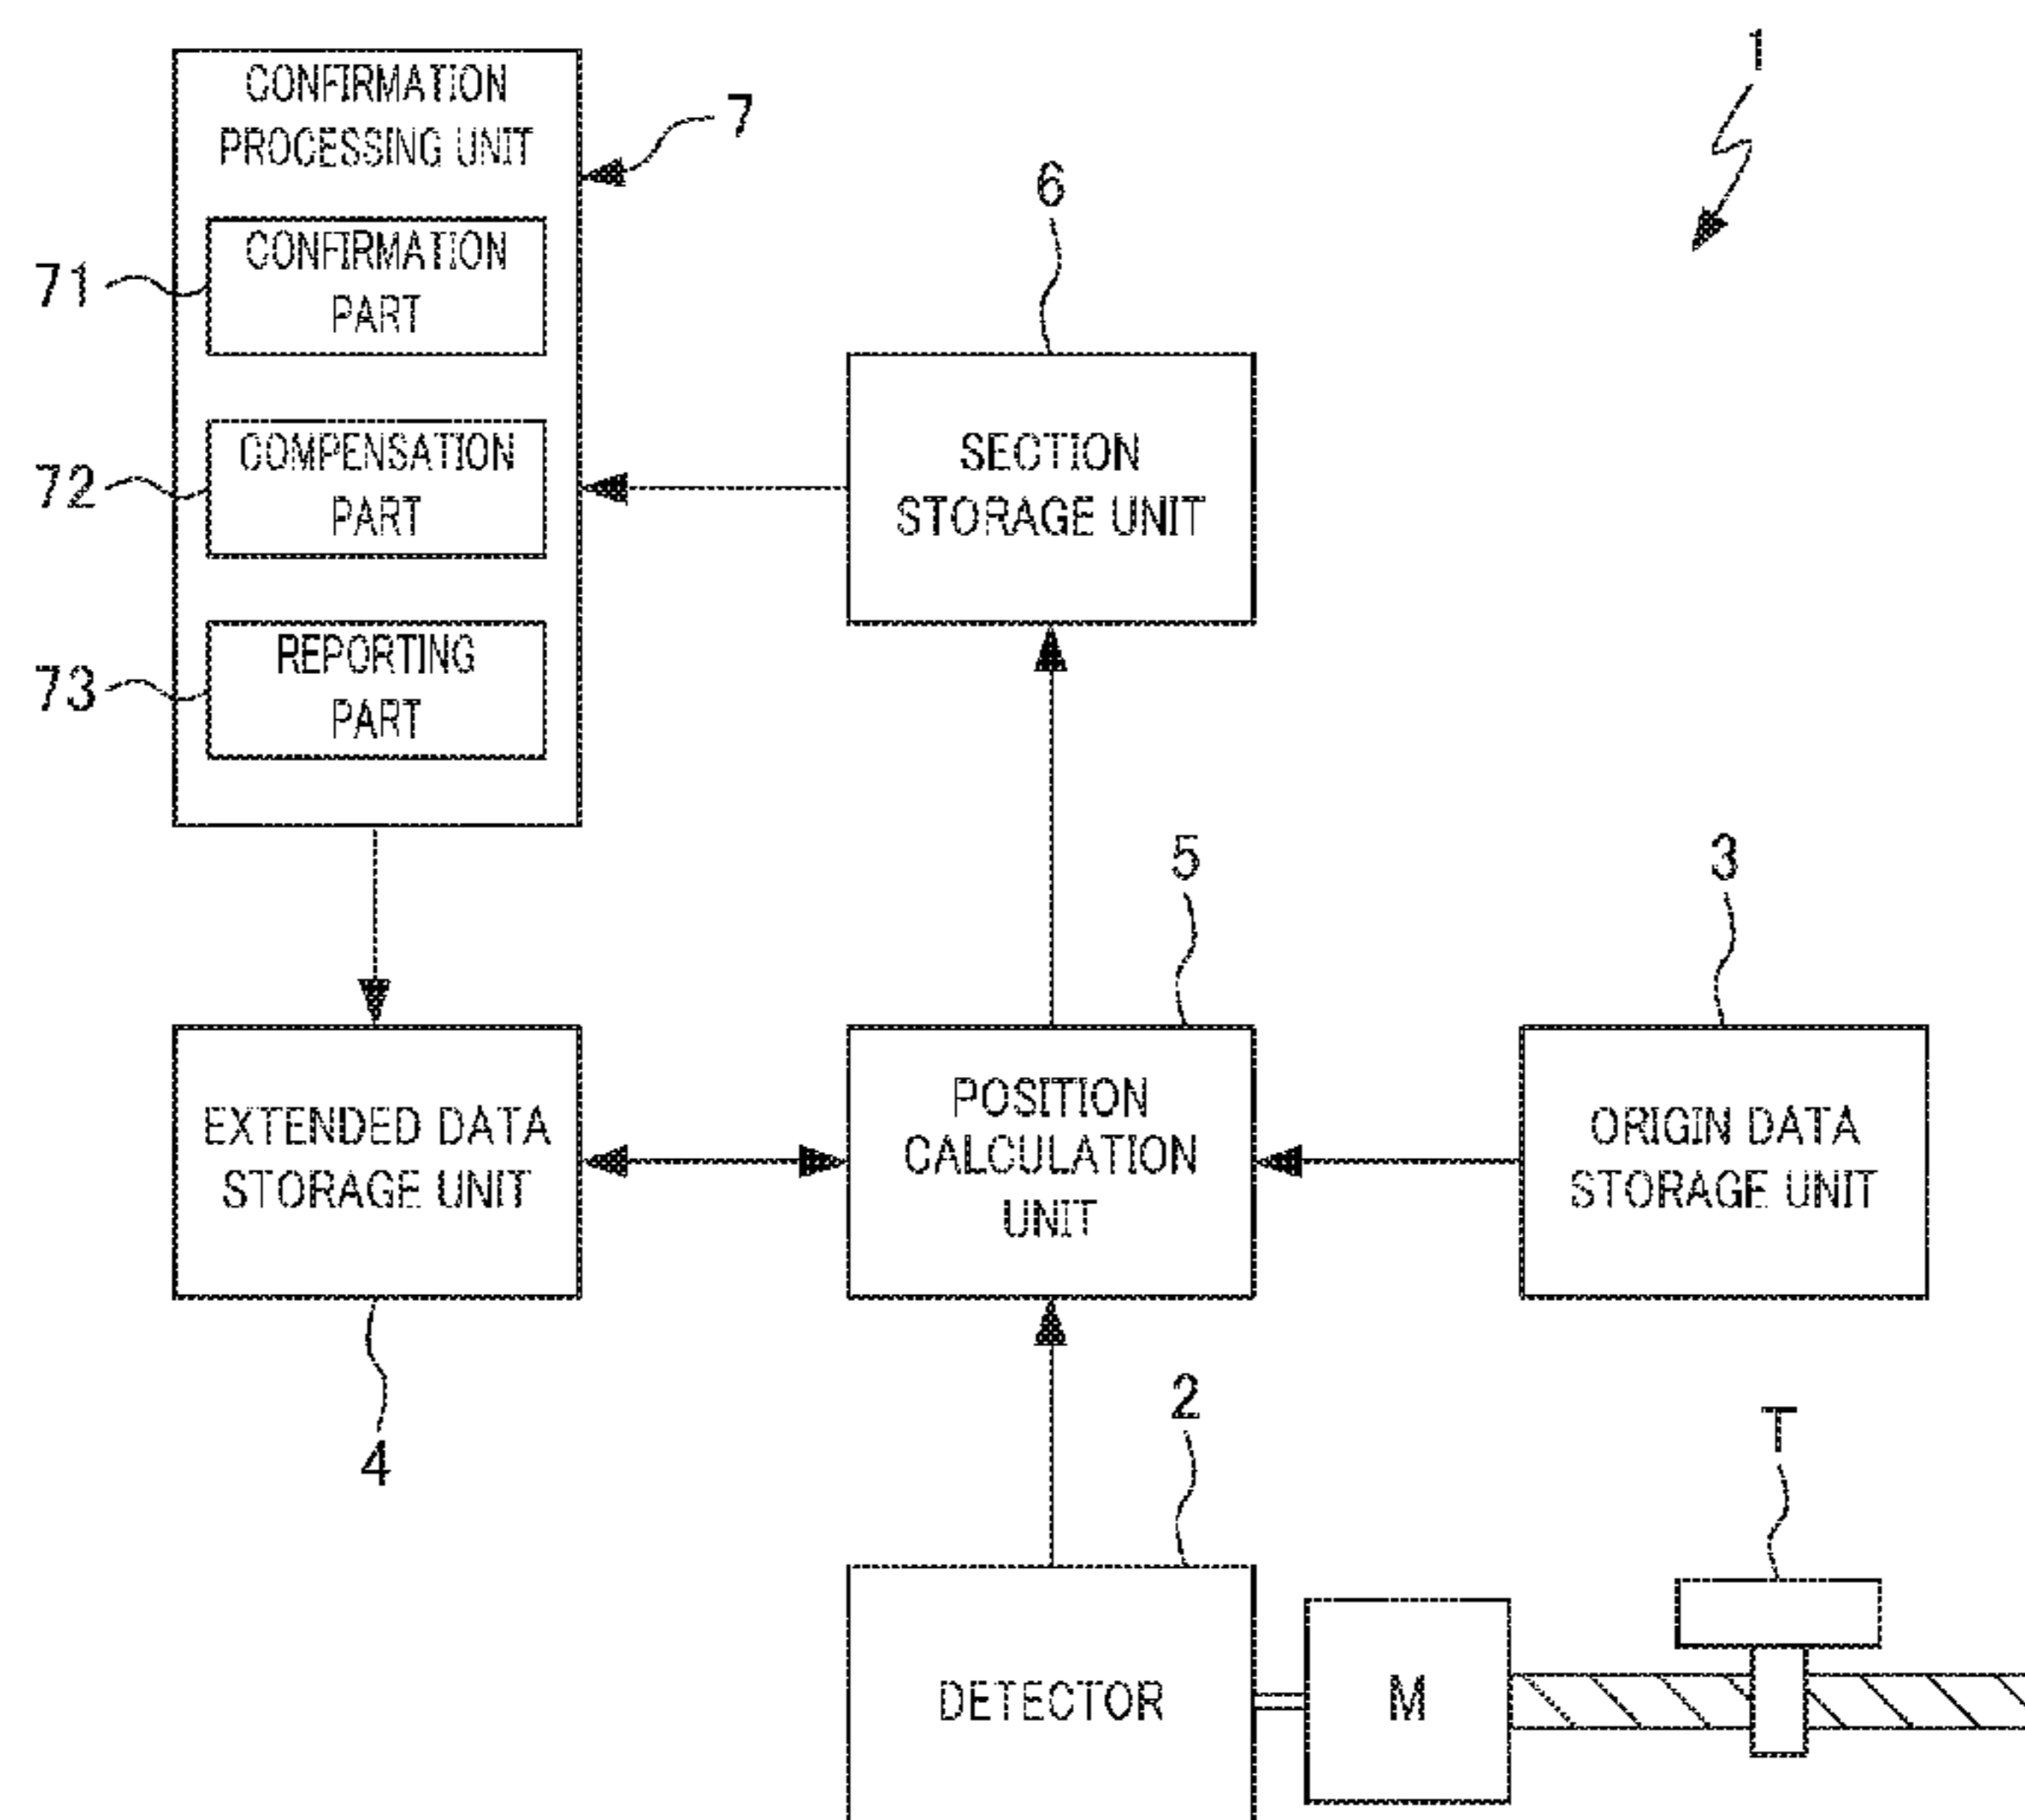 1
CONFIRMATION
PROCESSING UNIT
7
CONFIRMATION
PART
71
6
COMPENSATION
PART
72
SECTION
STORAGE UNIT
REPORTING
PART
73
5
3
EXTENDED DATA
STORAGE UNIT
4
POSITION
CALCULATION
UNIT
ORIGIN DATA
STORAGE UNIT
2
T
DETECTOR
M